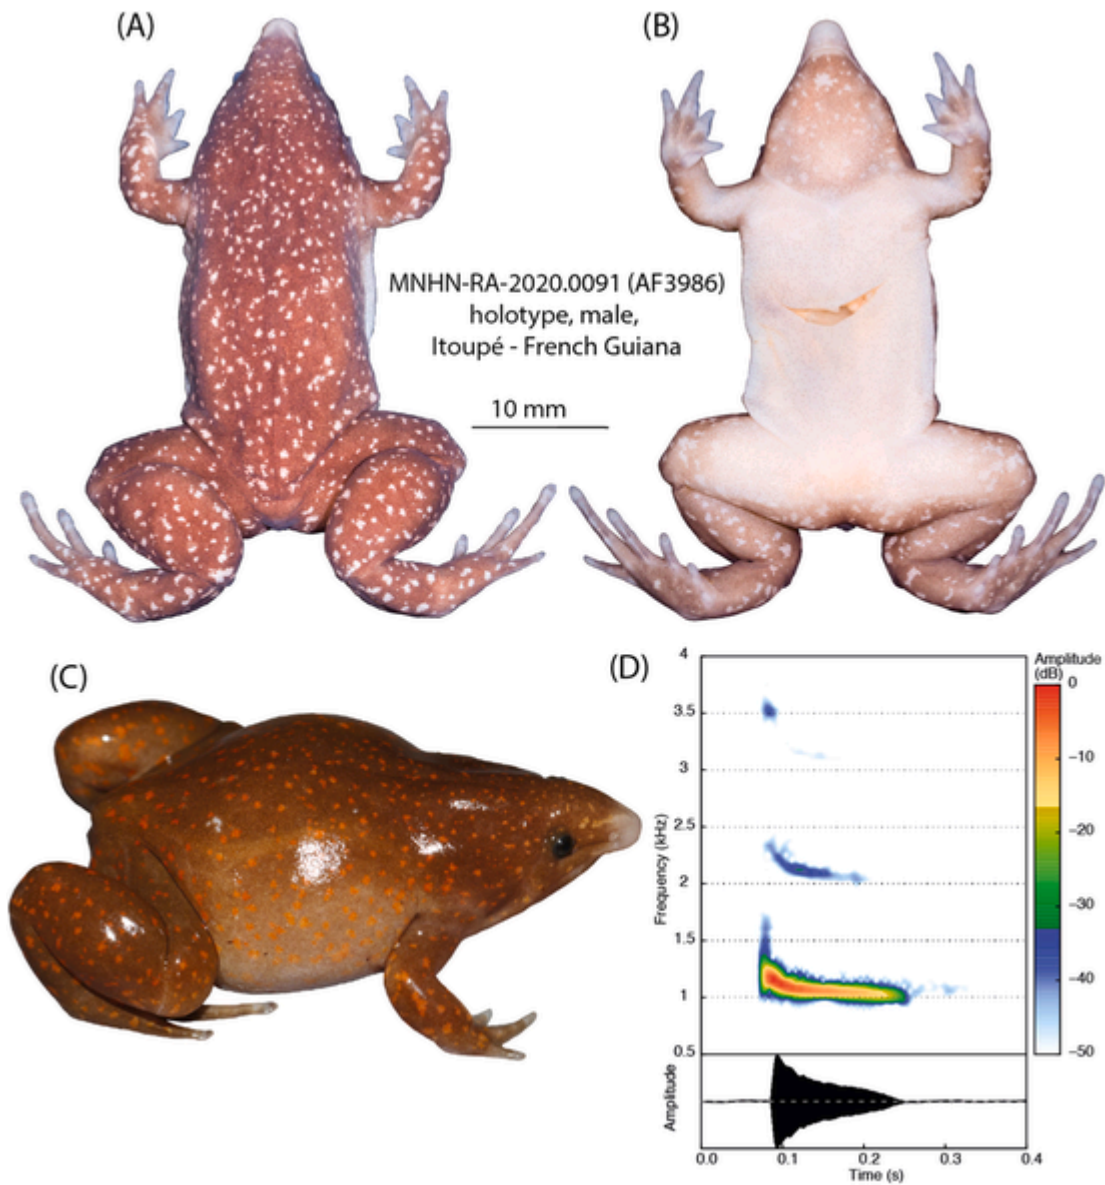 (A)
(B)
MNHN-RA-2020.0091 (AF3986)
holotype, male,
Itoupé - French Guiana
10 mm
(C)
(D)
Amplitude
(dB)
4
3.5
3
2.5
2
1.5
1
0.5
Frequency (kHz)
0
−10
−20
−30
−40
−50
Amplitude
0.0
0.1
0.2
0.3
0.4
Time (s)